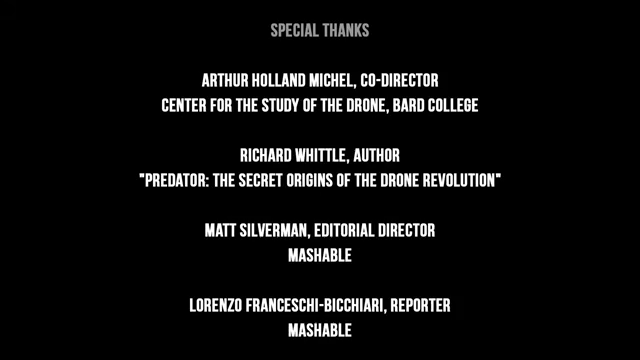 SPECIAL THANKS
ARTHUR HOLLAND MICHEL, CO-DIRECTOR
CENTER FOR THE STUDY OF THE DRONE, BARD COLLEGE
RICHARD WHITTLE, AUTHOR
"PREDATOR: THE SECRET ORIGINS OF THE DRONE REVOLUTION"
MATT SILVERMAN, EDITORIAL DIRECTOR
MASHABLE
LORENZO FRANCESCHI-BICCHIARI, REPORTER
MASHABLE